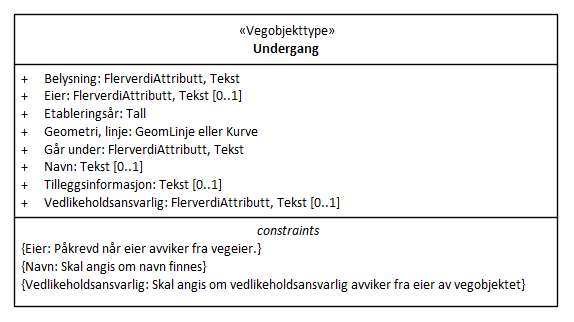 «Vegobjekttype»
Undergang
+ Belysning: FlerverdiAttributt, Tekst
+ Eier: FlerverdiAttributt, Tekst [0..1]
+ Etableringsår: Tall
+ Geometri, linje: GeomLinje eller Kurve
+ Går under: FlerverdiAttributt, Tekst
+ Navn: Tekst [0..1]
+ Tilleggsinformasjon: Tekst [0..1]
+ Vedlikeholdsansvarlig: FlerverdiAttributt, Tekst [0..1]
constraints
{Eier: Påkrevd når eier avviker fra vegeier.}
{Navn: Skal angis om navn finnes}
{Vedlikeholdsansvarlig: Skal angis om vedlikeholdsansvarlig avviker fra eier av vegobjektet}